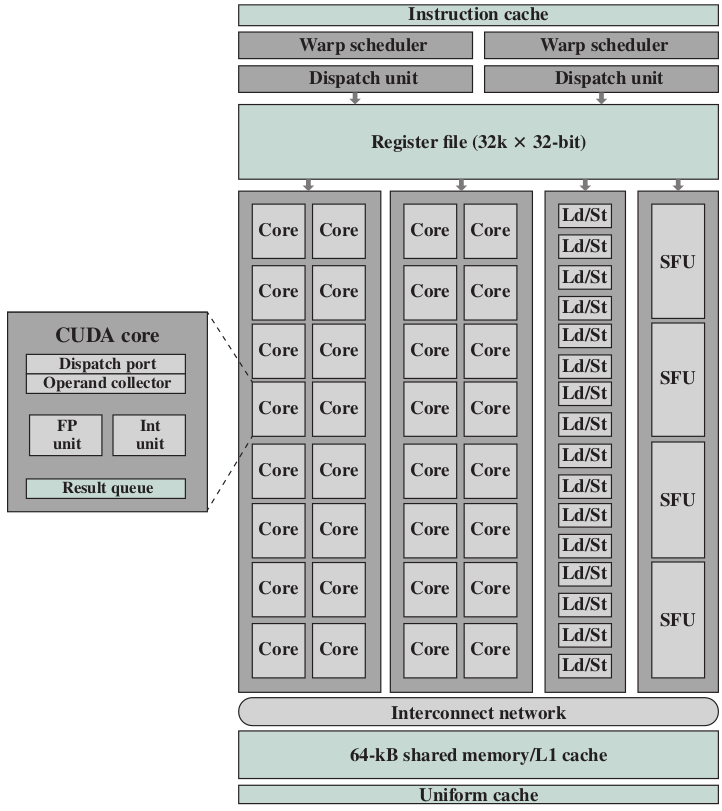 Instruction cache
Warp scheduler
Warp scheduler
Dispatch unit
Dispatch unit
Register file (32k × 32-bit)
Core Core Core Core Ld/St
Ld/St
SFU
Core Core Core Core Ld/St
Ld/St
Core Core Core Core Ld/St
Ld/St
SFU
Core Core Core Core Ld/St
Ld/St
Core Core Core Core Ld/St
Ld/St
SFU
Core Core Core Core Ld/St
Ld/St
Core Core Core Core Ld/St
Ld/St
SFU
Core Core Core Core Ld/St
Ld/St
CUDA core
Dispatch port
Operand collector
FP
unit
Int
unit
Result queue
Interconnect network
64-kB shared memory/L1 cache
Uniform cache